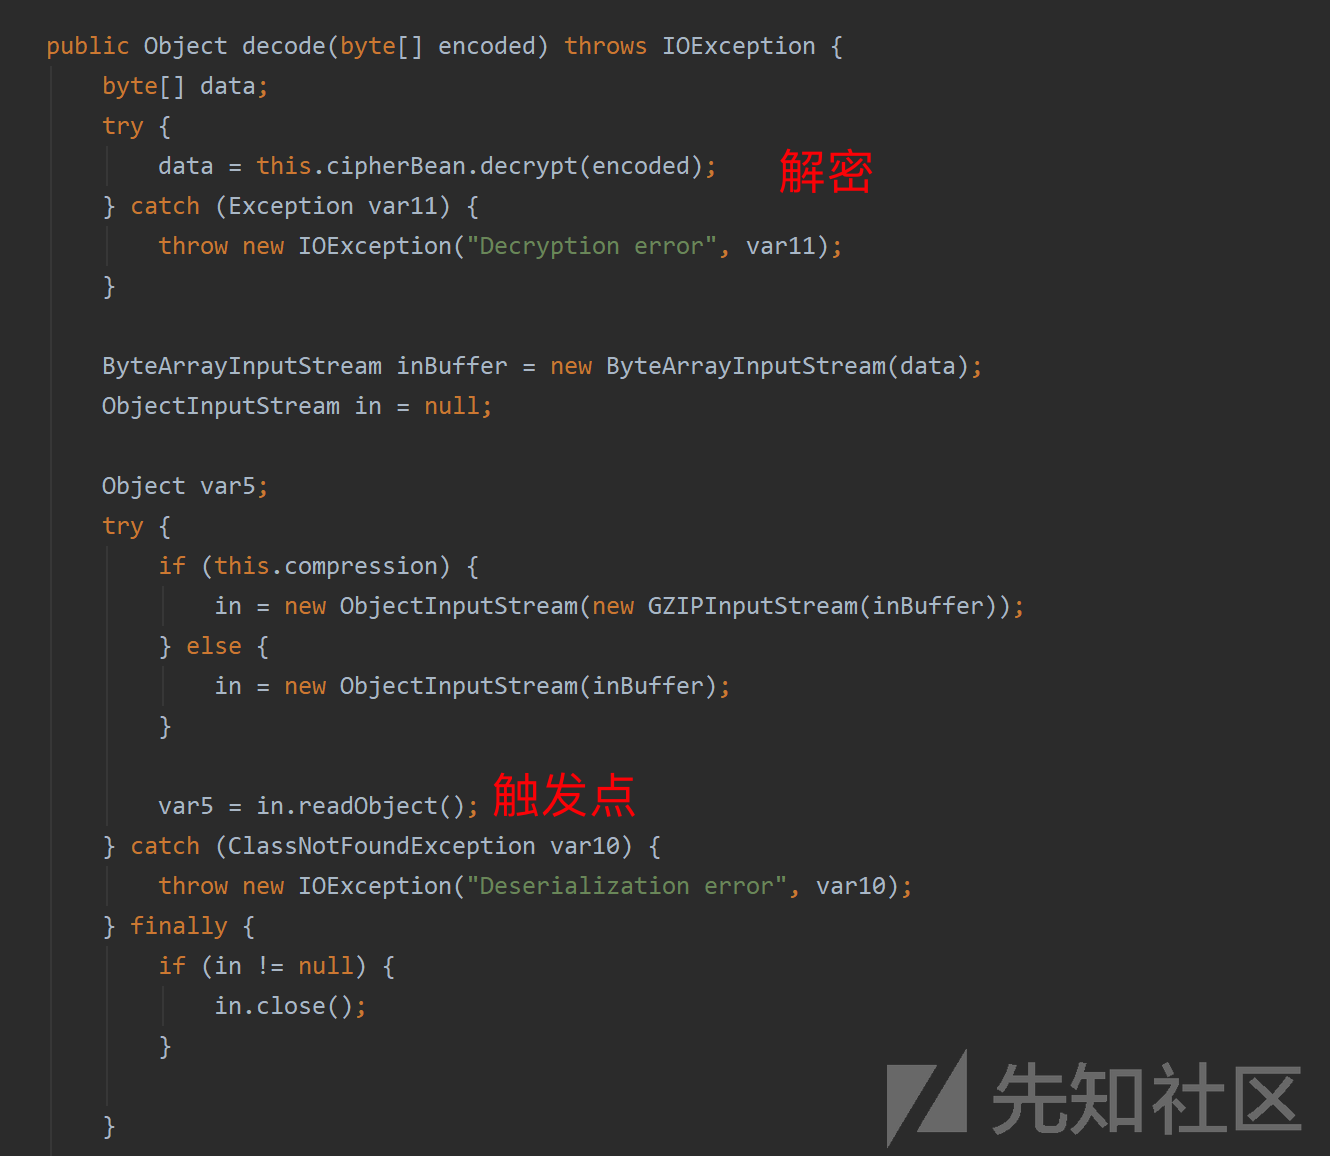 public Object decode(byte[] encoded) throws IOException {
byte[] data;
try {
data = this.cipherBean.decrypt(encoded); 解密
} catch (Exception var11) {
throw new IOException("Decryption error", var11);
}
ByteArrayInputStream inBuffer = new ByteArrayInputStream(data);
ObjectInputStream in = null;
Object var5;
try {
if (this.compression) {
in = new ObjectInputStream(new GZIPInputStream(inBuffer));
} else {
in = new ObjectInputStream(inBuffer);
}
var5 = in.readObject(); 触发点
} catch (ClassNotFoundException var10) {
throw new IOException("Deserialization error", var10);
} finally {
if (in != null) {
in.close();
}
}
先知社区